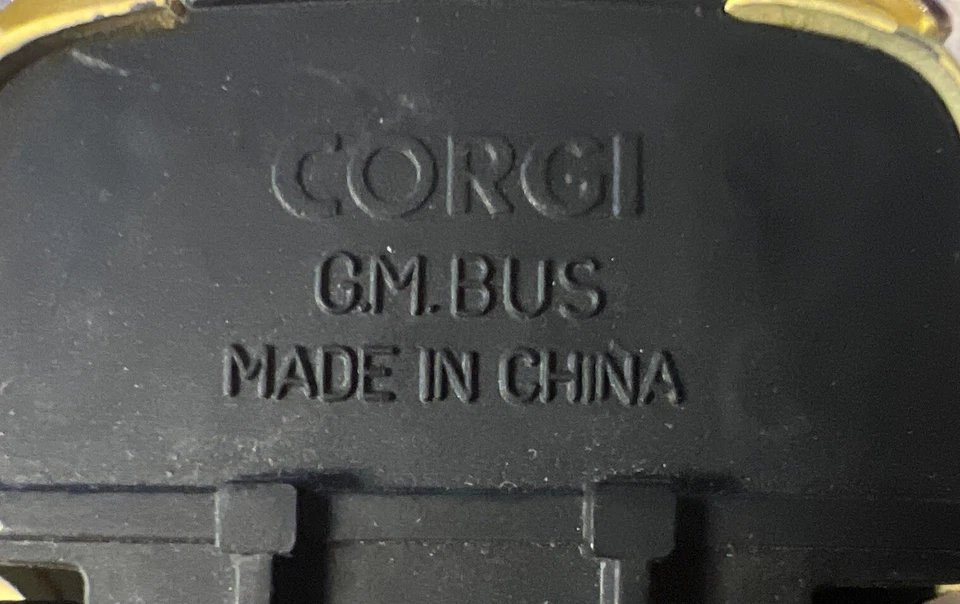 CORGI
G.M. BUS
MADE IN CHINA